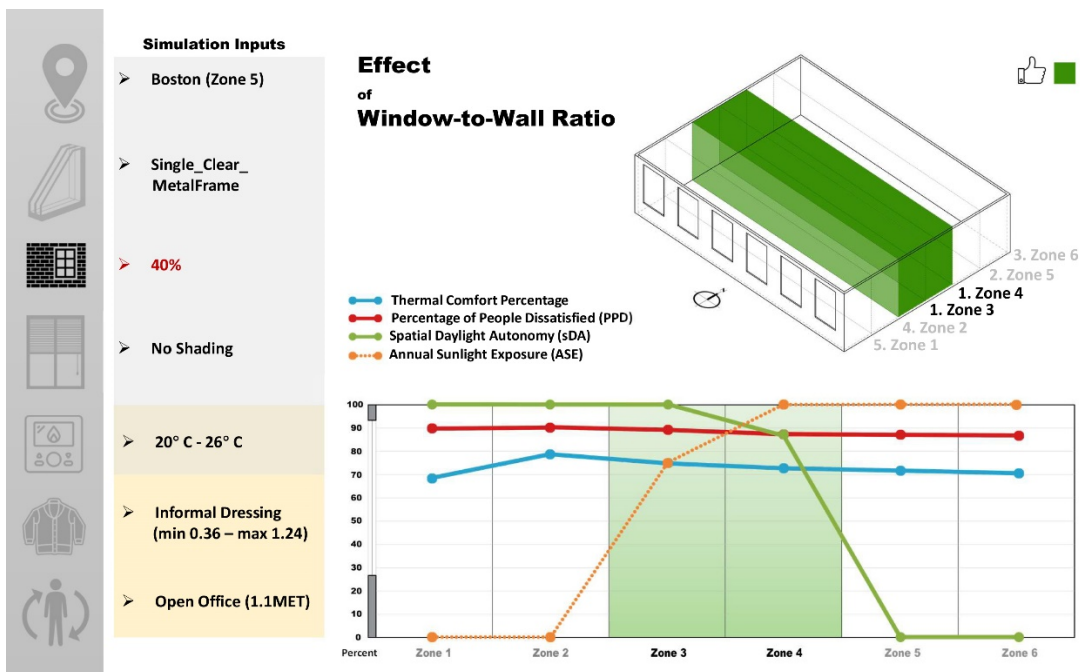 Simulation Inputs
Boston (Zone 5)
Single_Clear_
MetalFrame
40%
No Shading
20° C - 26° C
Informal Dressing
(min 0.36 – max 1.24)
Open Office (1.1MET)
Effect
of
Window-to-Wall Ratio
3. Zone 6
2. Zone 5
1. Zone 4
1. Zone 3
4. Zone 2
5. Zone 1
Thermal Comfort Percentage
Percentage of People Dissatisfied (PPD)
Spatial Daylight Autonomy (sDA)
Annual Sunlight Exposure (ASE)
100
90
80
70
60
50
40
30
20
10
0
Percent
Zone 1
Zone 2
Zone 3
Zone 4
Zone 5
Zone 6